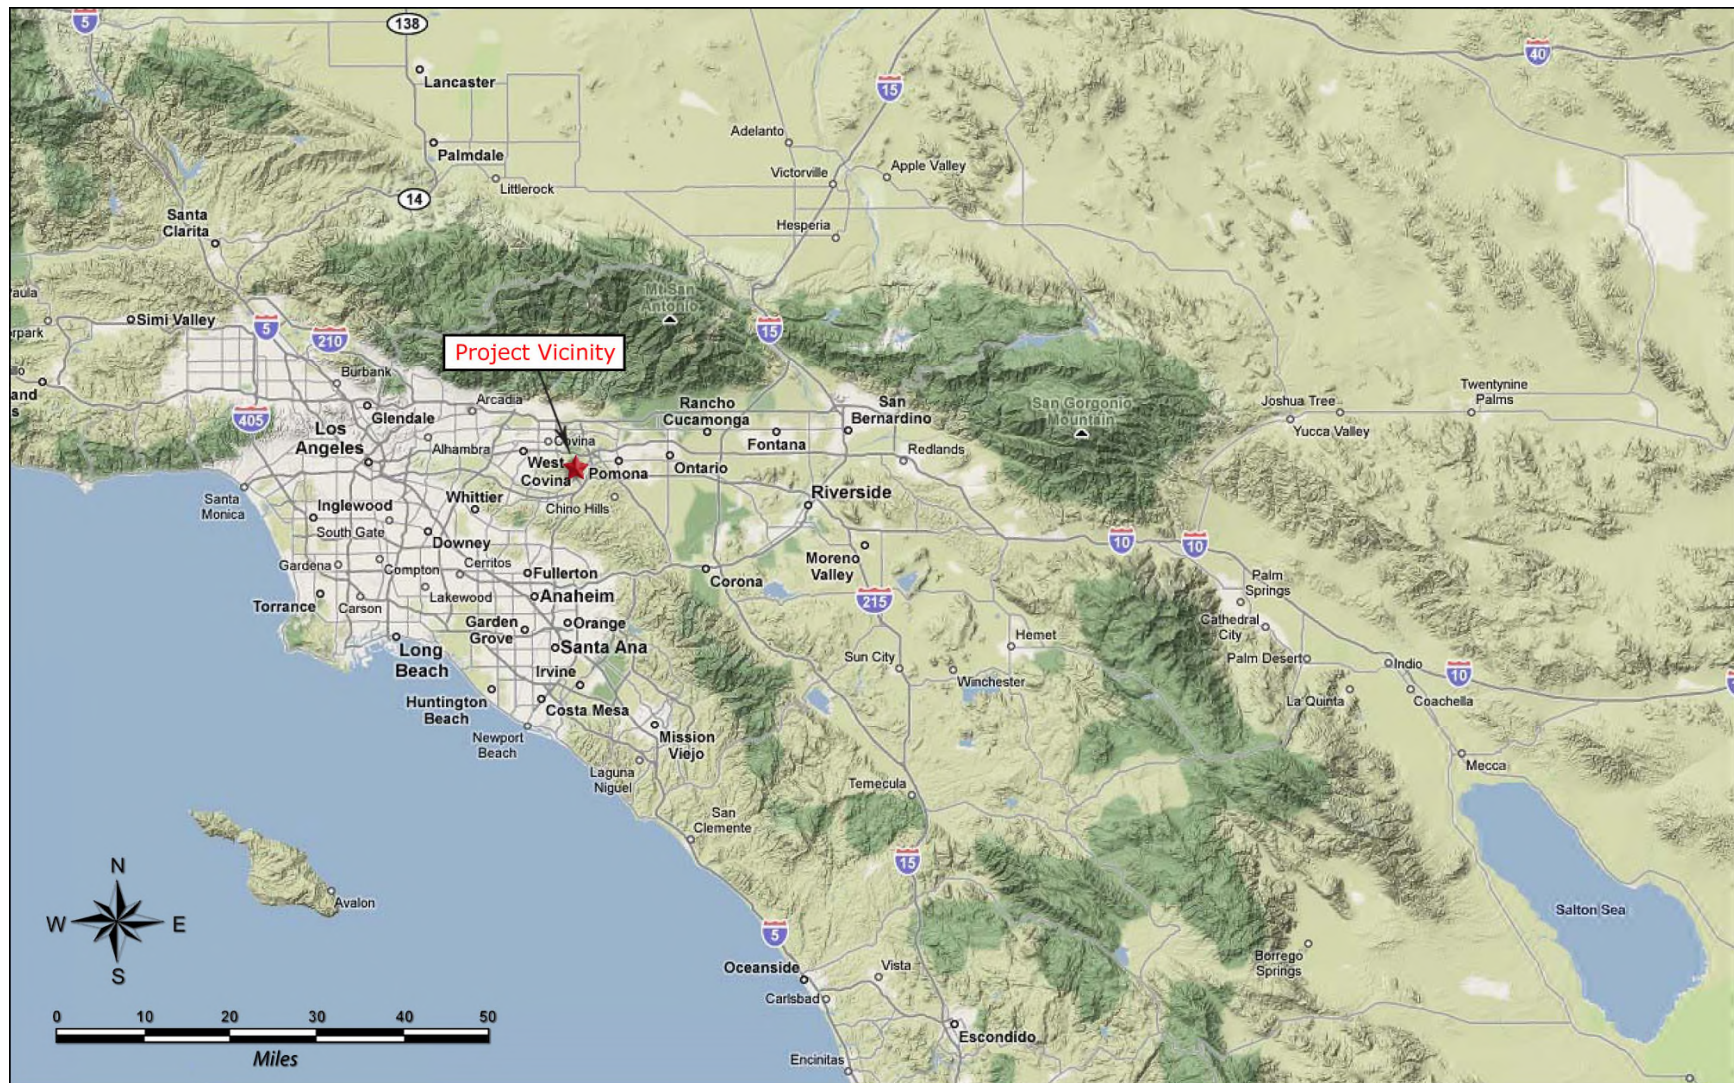 5
138
40
Lancaster
15
Adelanto
Palmdale
Victorville
Apple Valley
Littlerock
14
Santa
Clarita
Hesperia
Mt San
Antonio
aula
Simi Valley
5
15
orpark
210
Project Vicinity
llo
Burbank
and
s
Arcadia
Rancho
Cucamonga
San
Bernardino
San Gorgonio
Mountain
Joshua Tree
Twentynine
Palms
405
Glendale
Los
Angeles
Yucca Valley
Alhambra
Covina
Fontana
Redlands
West
Covina
Pomona
Ontario
Santa
Monica
Inglewood
Whittier
Chino Hills
Riverside
South Gate
Downey
10
10
Gardena
Compton
Cerritos
Fullerton
Corona
Moreno
Valley
Palm
Springs
Torrance
Carson
Lakewood
Anaheim
215
Garden
Grove
Orange
Hemet
Cathedral
City
Long
Beach
Santa Ana
Sun City
Palm Desert
Indio
Irvine
Winchester
10
Huntington
Beach
Costa Mesa
La Quinta
Coachella
Newport
Beach
Mission
Viejo
Mecca
Laguna
Niguel
Temecula
San
Clemente
15
N
Avalon
W
E
Salton Sea
5
S
Oceanside
Vista
Borrego
Springs
Carlsbad
0 10 20 30 40 50
Escondido
Miles
Encinitas